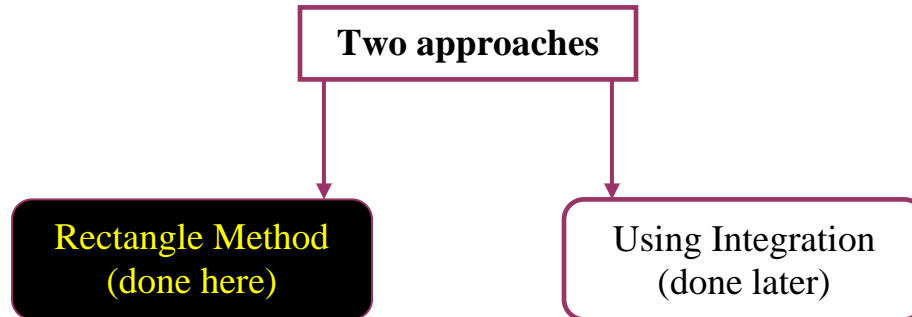 Two approaches
Rectangle Method
(done here)
Using Integration
(done later)